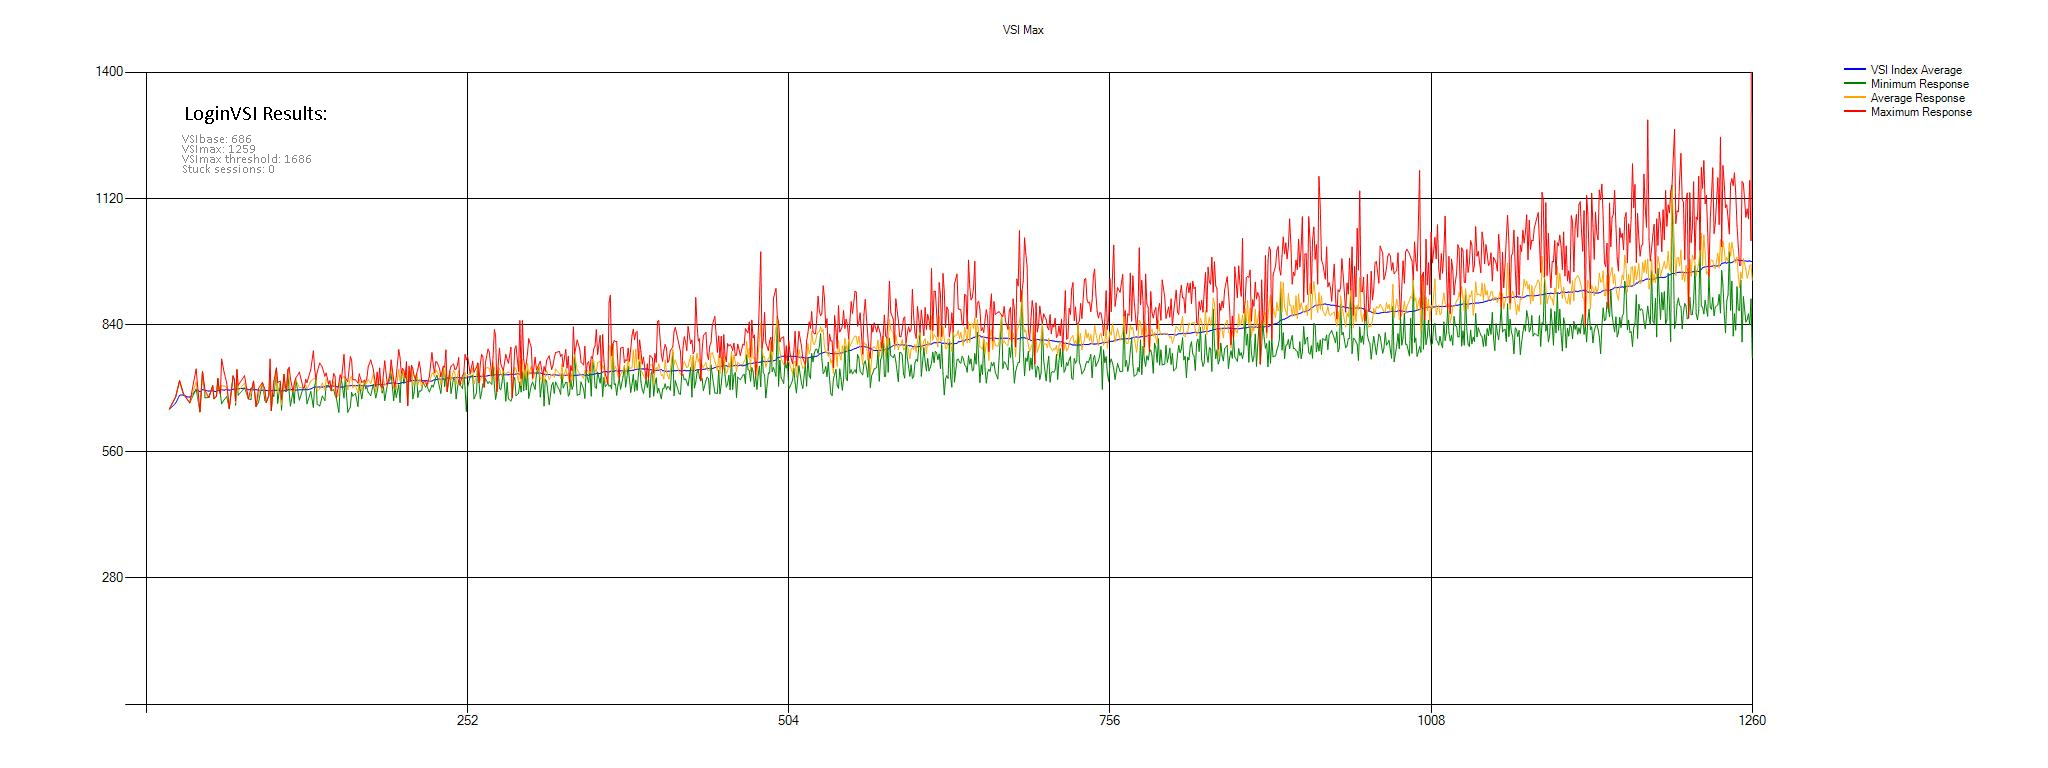 VSI Max
1400
1120
840
560
280
LoginVSI Results:
VSIbase: 686
VSImax: 1259
VSImax threshold: 1686
Stuck sessions: 0
252
504
756
1008
1260
VSI Index Average
Minimum Response
Average Response
Maximum Response